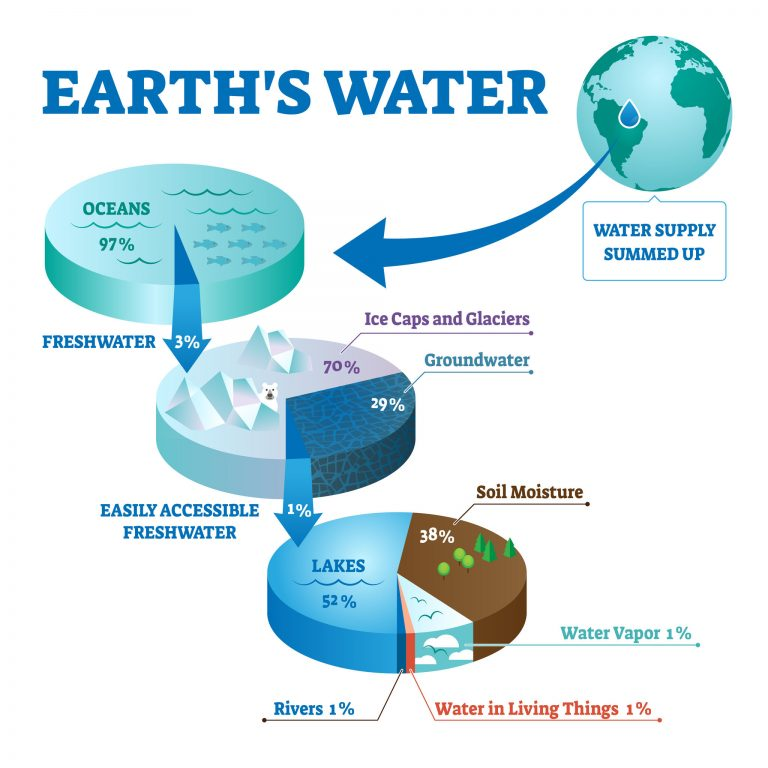 EARTH'S WATER
WATER SUPPLY
SUMMED UP
OCEANS
97%
FRESHWATER 3%
Ice Caps and Glaciers
70%
Groundwater
29%
EASILY ACCESSIBLE
FRESHWATER
1%
Soil Moisture
38%
LAKES
52%
Water Vapor 1%
Rivers 1%
Water in Living Things 1%